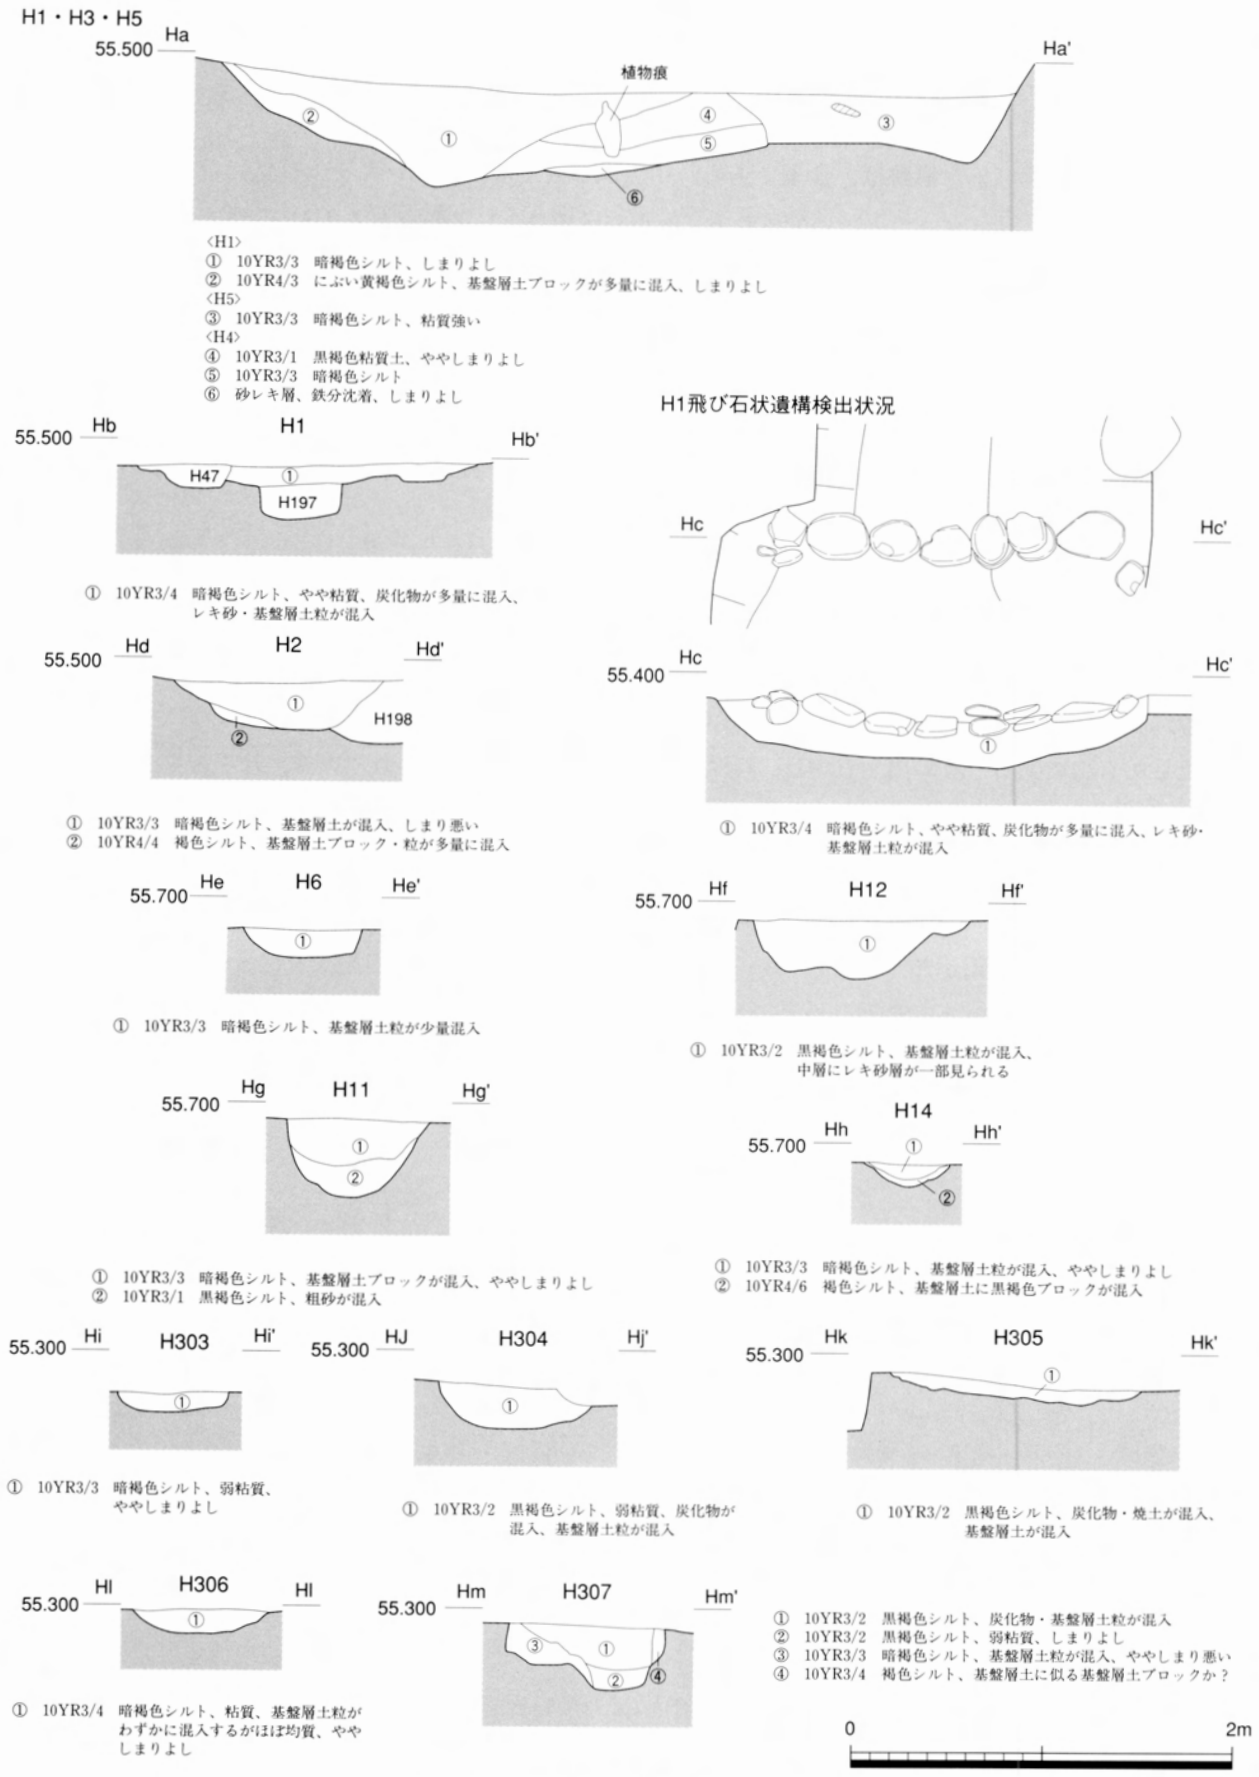 H1・H3・H5
Ha
55.500
Ha'
植物痕
②
①
④
⑤
③
⑥
〈H1〉
① 10YR3/3 暗褐色シルト、しまりよし
② 10YR4/3 にぶい黄褐色シルト、基盤層土ブロックが多量に混入、しまりよし
〈H5〉
③ 10YR3/3 暗褐色シルト、粘質強い
〈H4〉
④ 10YR3/1 黒褐色粘質土、ややしまりよし
⑤ 10YR3/3 暗褐色シルト
⑥ 砂レキ層、鉄分沈着、しまりよし
55.500 Hb H1 Hb'
H47 ①
H197
① 10YR3/4 暗褐色シルト、やや粘質、炭化物が多量に混入、
レキ砂・基盤層土粒が混入
H1飛び石状遺構検出状況
Hc Hc'
55.400 Hc Hc'
①
① 10YR3/4 暗褐色シルト、やや粘質、炭化物が多量に混入、レキ砂・
基盤層土粒が混入
55.500 Hd H2 Hd'
①
②
H198
① 10YR3/3 暗褐色シルト、基盤層土が混入、しまり悪い
② 10YR4/4 褐色シルト、基盤層土ブロック・粒が多量に混入
55.700 He H6 He'
①
① 10YR3/3 暗褐色シルト、基盤層土粒が少量混入
55.700 Hf H12 Hf'
①
① 10YR3/2 黒褐色シルト、基盤層土粒が混入、
中層にレキ砂層が一部見られる
55.700 Hg H11 Hg'
①
②
① 10YR3/3 暗褐色シルト、基盤層土ブロックが混入、ややしまりよし
② 10YR3/1 黒褐色シルト、粗砂が混入
H14
55.700 Hh Hh'
①
②
① 10YR3/3 暗褐色シルト、基盤層土粒が混入、ややしまりよし
② 10YR4/6 褐色シルト、基盤層土に黒褐色ブロックが混入
55.300 Hi H303 Hi'
①
① 10YR3/3 暗褐色シルト、弱粘質、
ややしまりよし
55.300 HJ H304 Hj'
①
① 10YR3/2 黒褐色シルト、弱粘質、炭化物が
混入、基盤層土粒が混入
55.300 Hk H305 Hk'
①
① 10YR3/2 黒褐色シルト、炭化物・焼土が混入、
基盤層土が混入
55.300 Hl H306 Hl
①
① 10YR3/4 暗褐色シルト、粘質、基盤層土粒が
わずかに混入するがほぼ均質、やや
しまりよし
55.300 Hm H307 Hm'
③ ①
② ④
① 10YR3/2 黒褐色シルト、炭化物・基盤層土粒が混入
② 10YR3/2 黒褐色シルト、弱粘質、しまりよし
③ 10YR3/3 暗褐色シルト、基盤層土粒が混入、ややしまり悪い
④ 10YR3/4 褐色シルト、基盤層土に似る基盤層土ブロックか？
0 2m